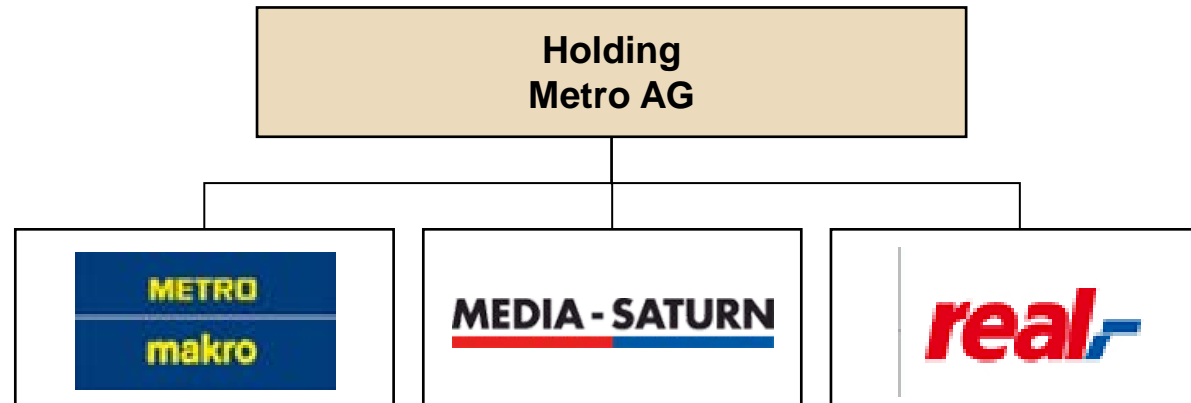 Holding
Metro AG
METRO
makro
MEDIA - SATURN
real,-